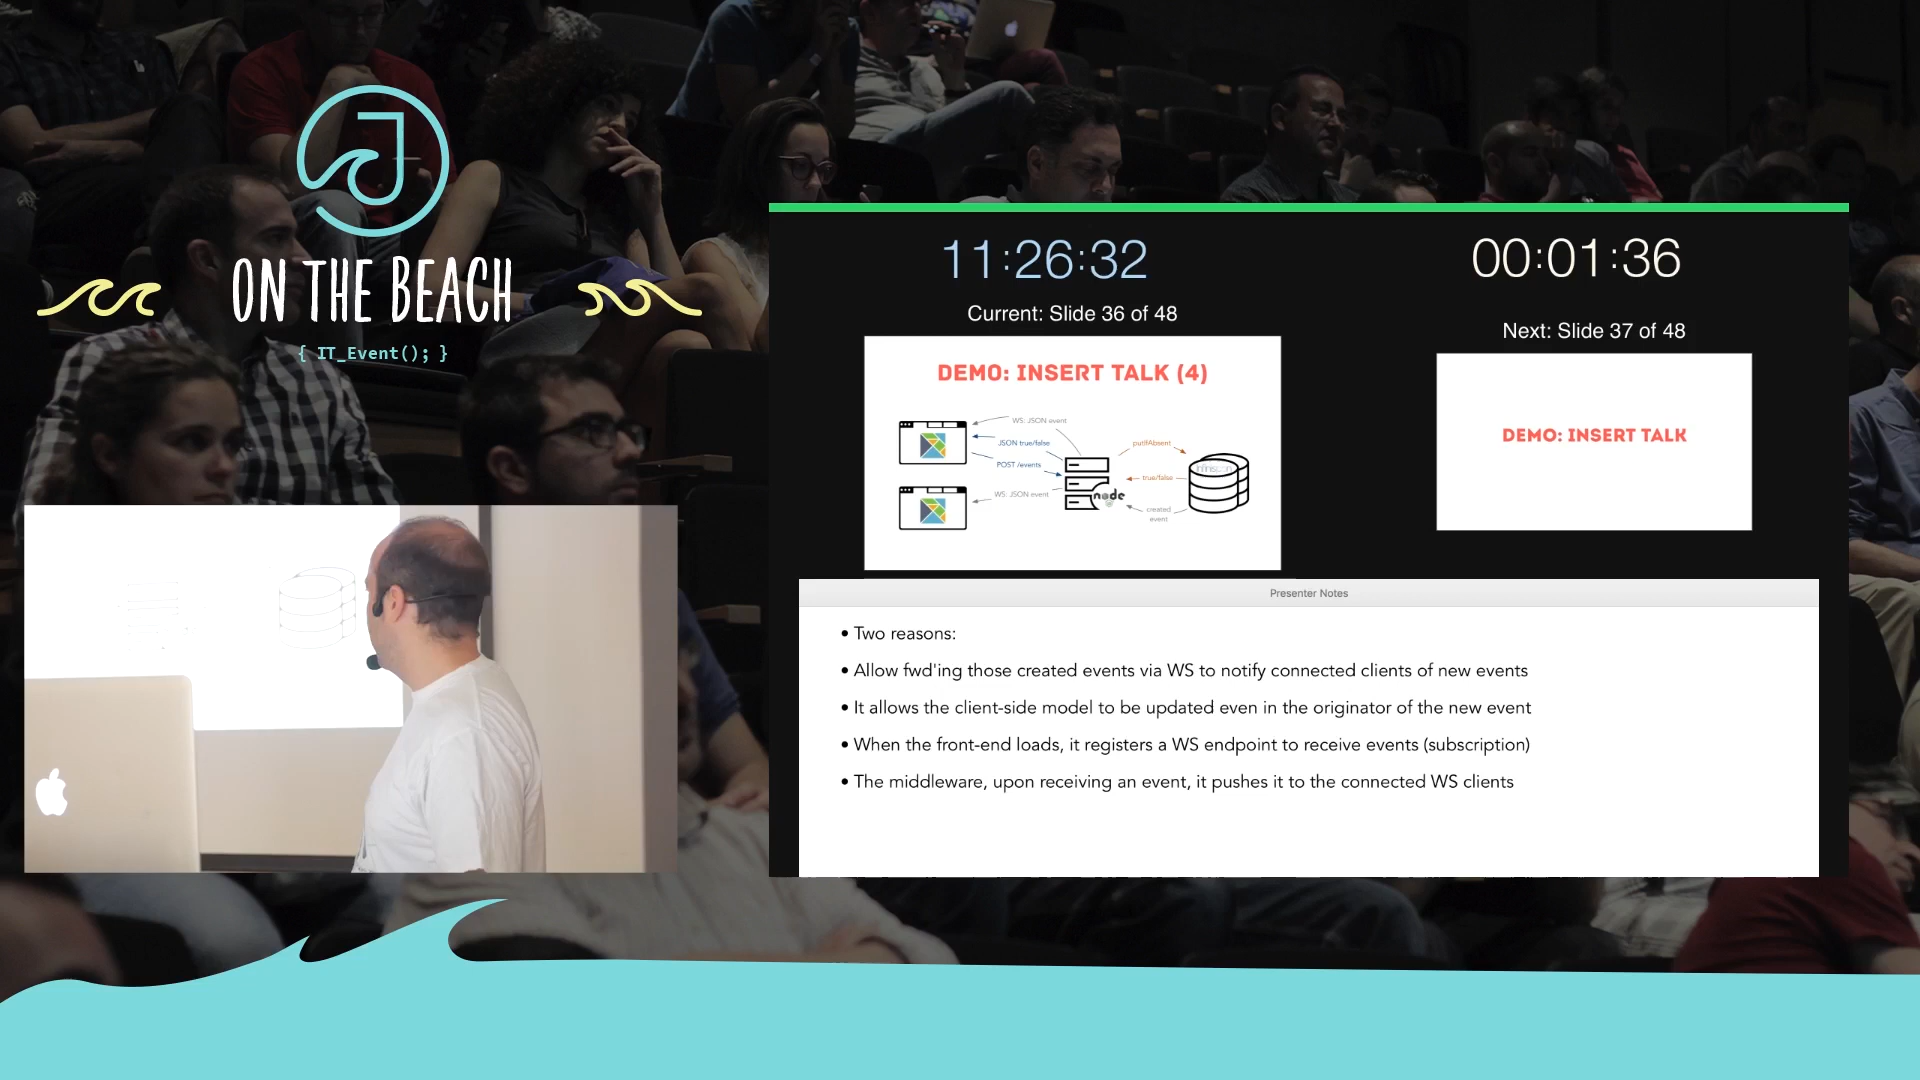 J
ON THE BEACH
{ IT_Event(); }
11:26:32
00:01:36
Current: Slide 36 of 48
Next: Slide 37 of 48
DEMO: INSERT TALK (4)
WS: JSON event
JSON true/false
POST /events
WS: JSON event
node
putIfAbsent
true/false
created
event
DEMO: INSERT TALK
Presenter Notes
• Two reasons:
• Allow fwd'ing those created events via WS to notify connected clients of new events
• It allows the client-side model to be updated even in the originator of the new event
• When the front-end loads, it registers a WS endpoint to receive events (subscription)
• The middleware, upon receiving an event, it pushes it to the connected WS clients